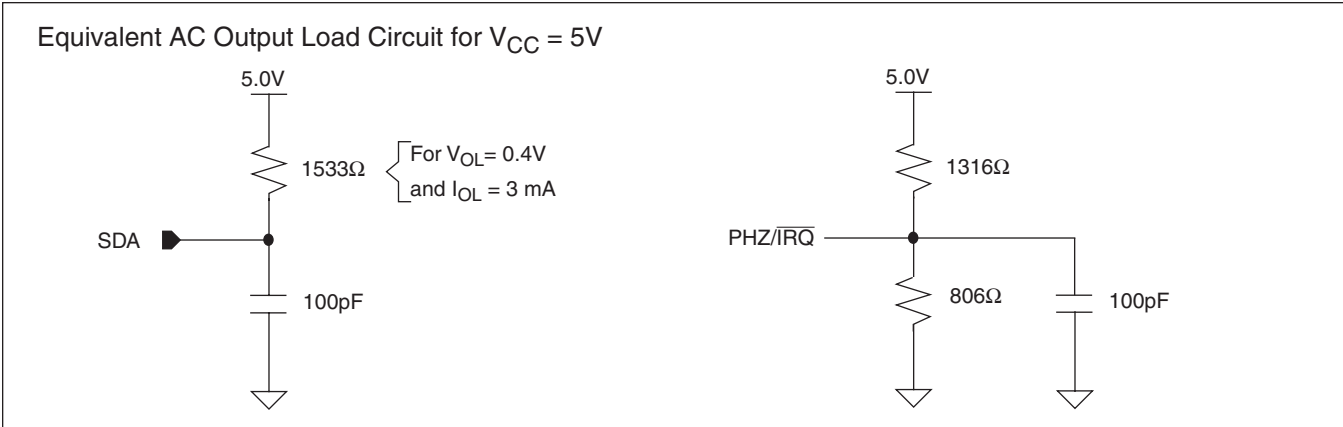 Equivalent AC Output Load Circuit for VCC = 5V
5.0V
1533Ω
For VOL= 0.4V
and IOL = 3 mA
SDA
100pF
5.0V
1316Ω
PHZ/I̅R̅Q̅
806Ω
100pF